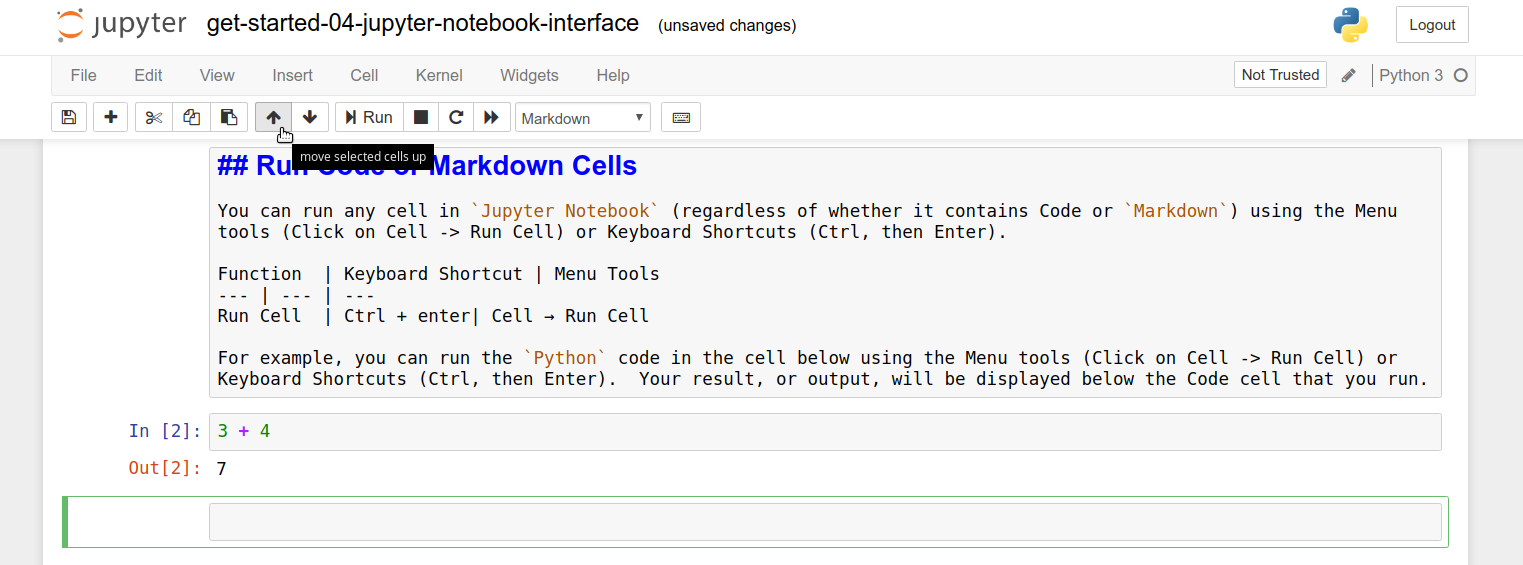 jupyter get-started-04-jupyter-notebook-interface (unsaved changes) Logout
File Edit View Insert Cell Kernel Widgets Help Not Trusted Python 3
Run Markdown
move selected cells up
## Run Code or Markdown Cells
You can run any cell in `Jupyter Notebook` (regardless of whether it contains Code or `Markdown`) using the Menu
tools (Click on Cell -> Run Cell) or Keyboard Shortcuts (Ctrl, then Enter).
Function | Keyboard Shortcut | Menu Tools
--- | --- | ---
Run Cell | Ctrl + enter| Cell → Run Cell
For example, you can run the `Python` code in the cell below using the Menu tools (Click on Cell -> Run Cell) or
Keyboard Shortcuts (Ctrl, then Enter).  Your result, or output, will be displayed below the Code cell that you run.
In [2]: 3 + 4
Out[2]: 7